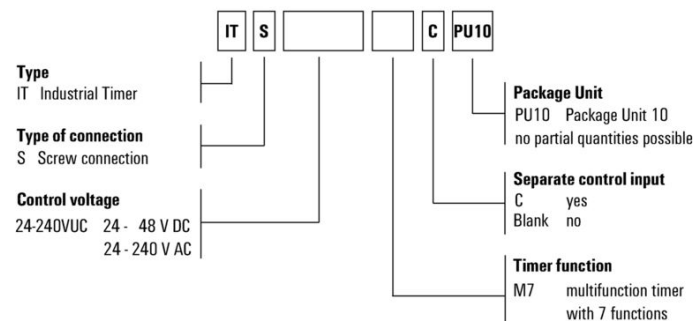 IT S C PU10
Type
IT Industrial Timer
Type of connection
S Screw connection
Control voltage
24-240VUC 24 - 48 V DC
24 - 240 V AC
Package Unit
PU10 Package Unit 10
no partial quantities possible
Separate control input
C yes
Blank no
Timer function
M7 multifunction timer
with 7 functions